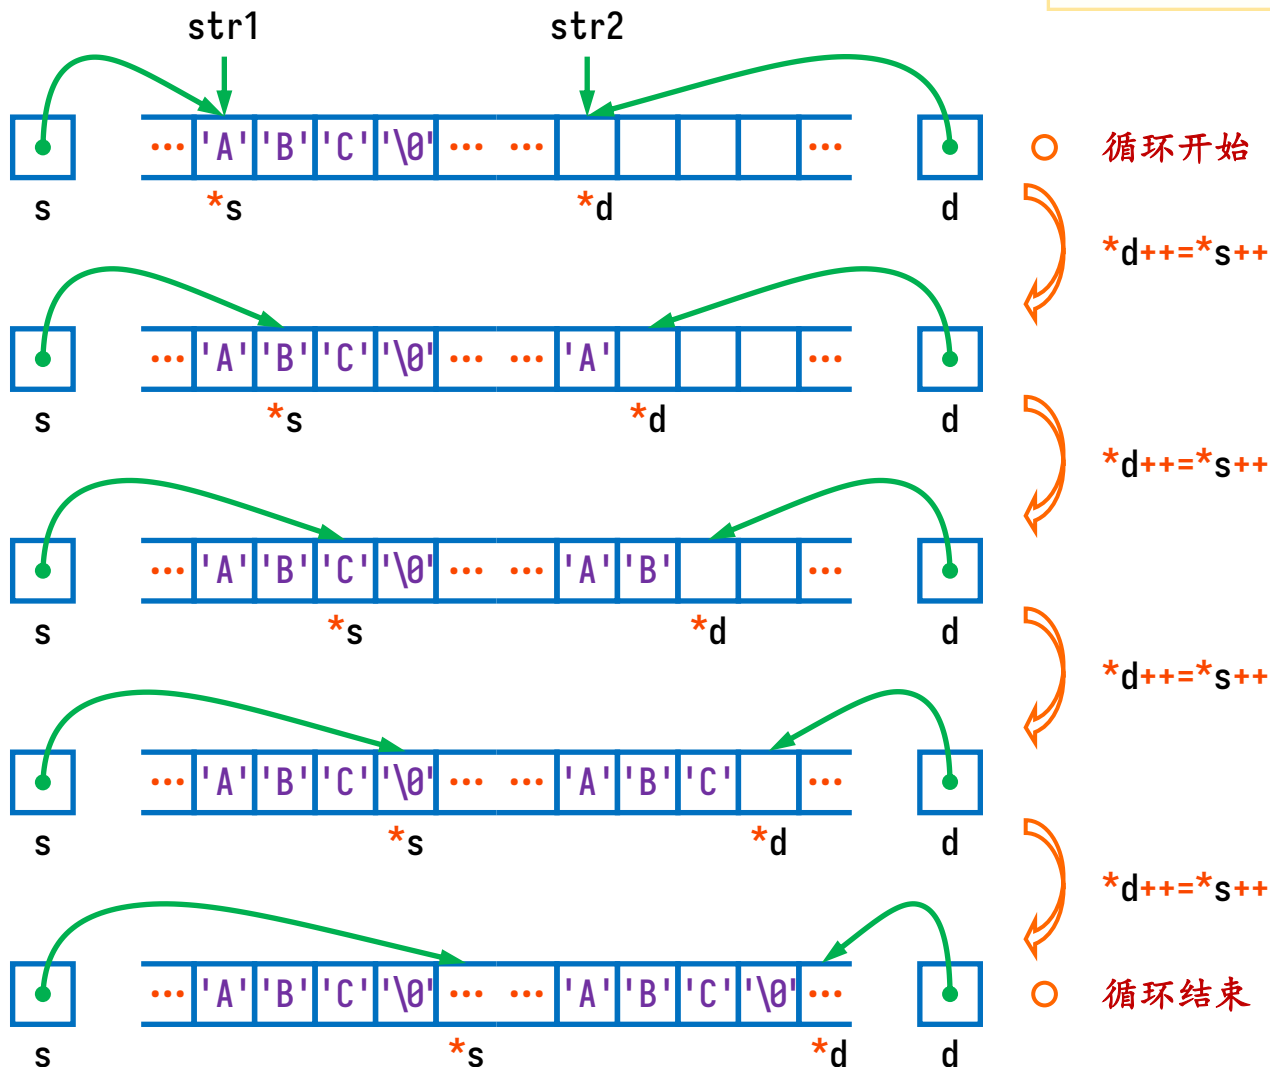 str1 str2
... 'A' 'B' 'C' '\0' ... ... ... 循环开始
s *s *d d
*d++=*s++
... 'A' 'B' 'C' '\0' ... ... 'A' ...
s *s *d d
*d++=*s++
... 'A' 'B' 'C' '\0' ... ... 'A' 'B' ...
s *s *d d
*d++=*s++
... 'A' 'B' 'C' '\0' ... ... 'A' 'B' 'C' ...
s *s *d d
*d++=*s++
... 'A' 'B' 'C' '\0' ... ... 'A' 'B' 'C' '\0' ... 循环结束
s *s *d d